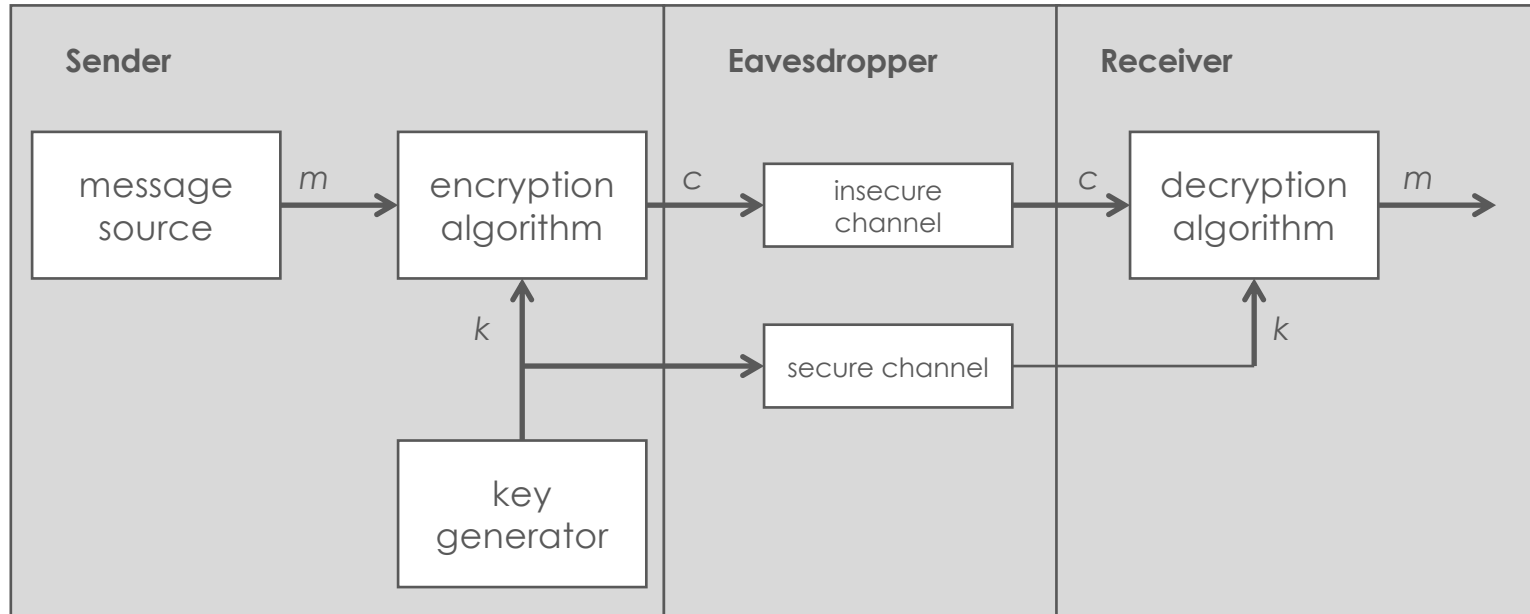 Sender
Eavesdropper
Receiver
message
source
m
encryption
algorithm
c
insecure
channel
c
decryption
algorithm
m
k
secure channel
k
key
generator